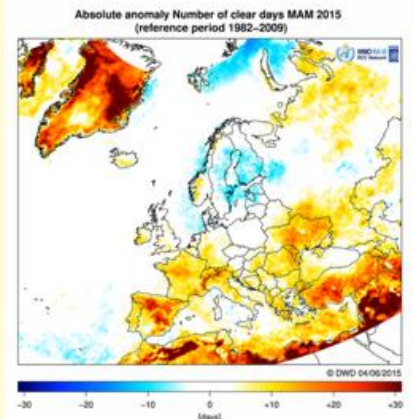 Absolute anomaly Number of clear days MAM 2015
(reference period 1982−2009)
© DWD 04/06/2015
−30 −20 −10 0 +10 +20 +30
[days]